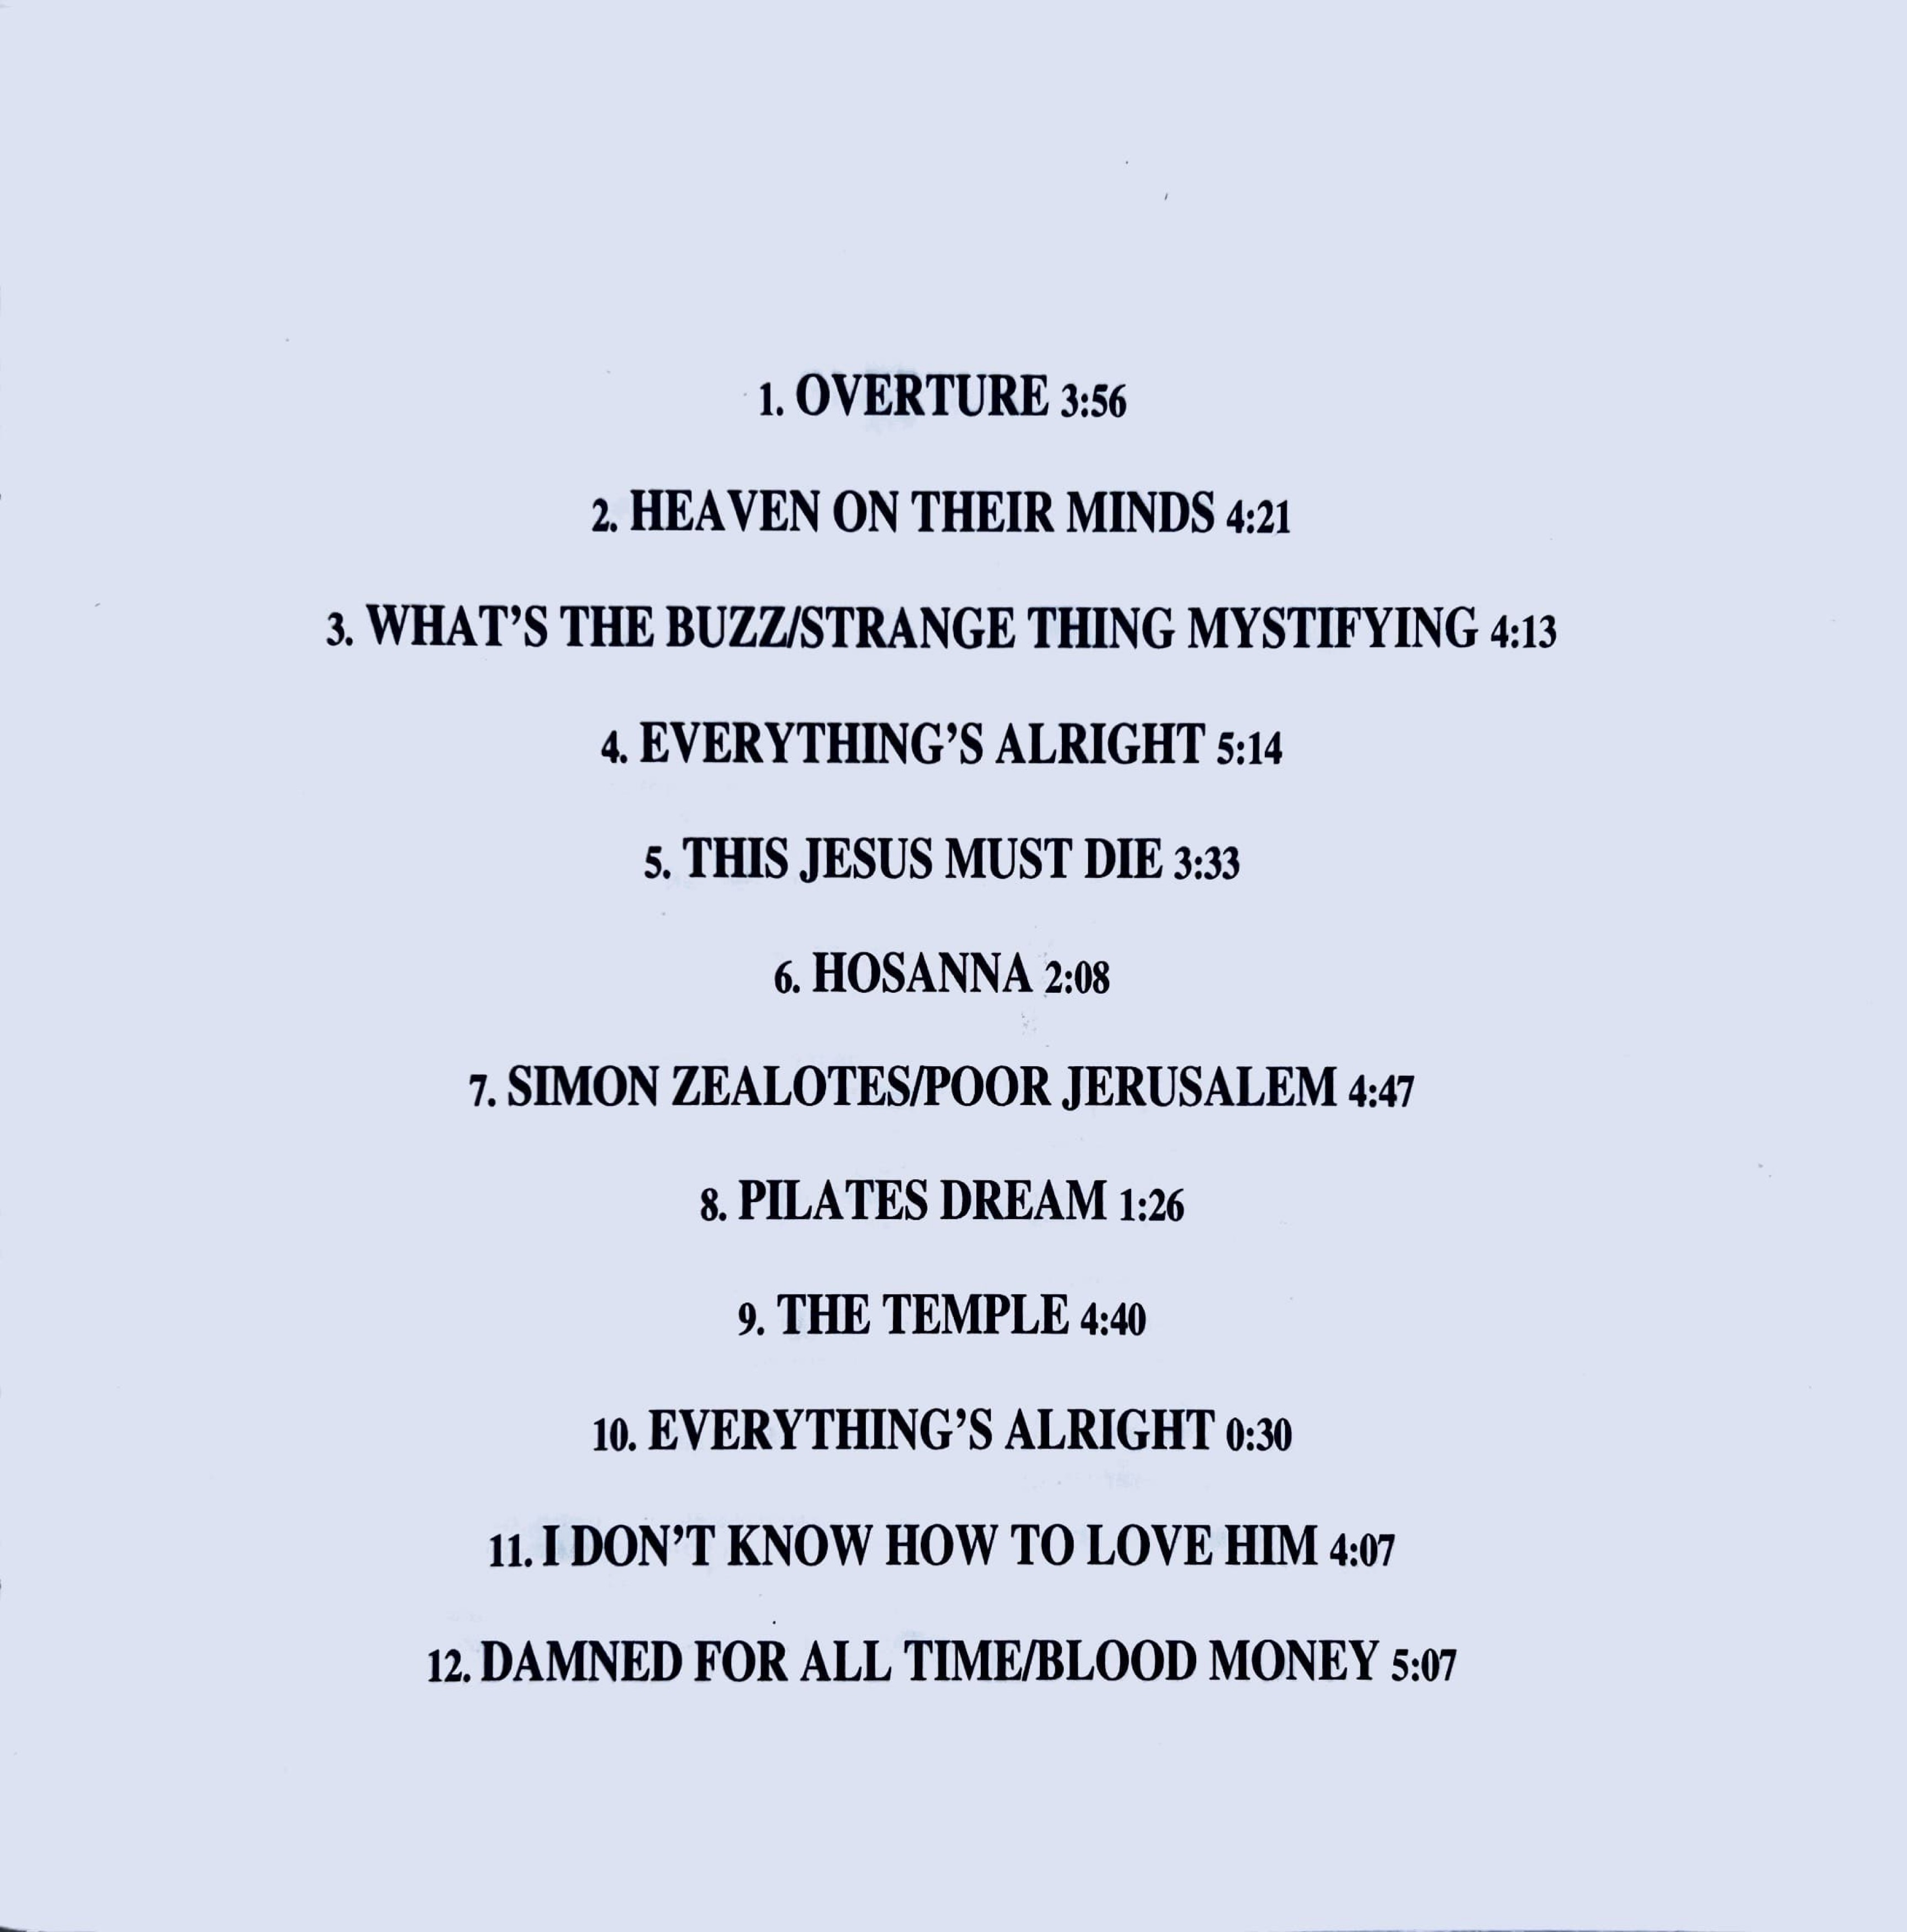 1. OVERTURE 3:56
2. HEAVEN ON THEIR MINDS 4:21
3. WHAT’S THE BUZZ/STRANGE THING MYSTIFYING 4:13
4. EVERYTHING’S ALRIGHT 5:14
5. THIS JESUS MUST DIE 3:33
6. HOSANNA 2:08
7. SIMON ZEALOTES/POOR JERUSALEM 4:47
8. PILATES DREAM 1:26
9. THE TEMPLE 4:40
10. EVERYTHING’S ALRIGHT 0:30
11. I DON’T KNOW HOW TO LOVE HIM 4:07
12. DAMNED FOR ALL TIME/BLOOD MONEY 5:07